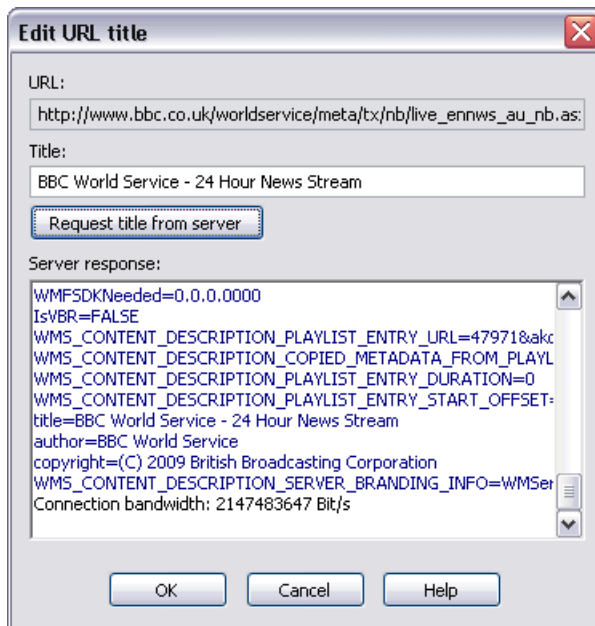 Edit URL title
URL:
http://www.bbc.co.uk/worldservice/meta/tx/nb/live_ennws_au_nb.as
Title:
BBC World Service - 24 Hour News Stream
Request title from server
Server response:
WMFSDKNeeded=0.0.0.0000
IsVBR=FALSE
WMS_CONTENT_DESCRIPTION_PLAYLIST_ENTRY_URL=47971&ak
WMS_CONTENT_DESCRIPTION_COPIED_METADATA_FROM_PLAYL
WMS_CONTENT_DESCRIPTION_PLAYLIST_ENTRY_DURATION=0
WMS_CONTENT_DESCRIPTION_PLAYLIST_ENTRY_START_OFFSET=
title=BBC World Service - 24 Hour News Stream
author=BBC World Service
copyright=(C) 2009 British Broadcasting Corporation
WMS_CONTENT_DESCRIPTION_SERVER_BRANDING_INFO=WMSer
Connection bandwidth: 2147483647 Bit/s
OK
Cancel
Help